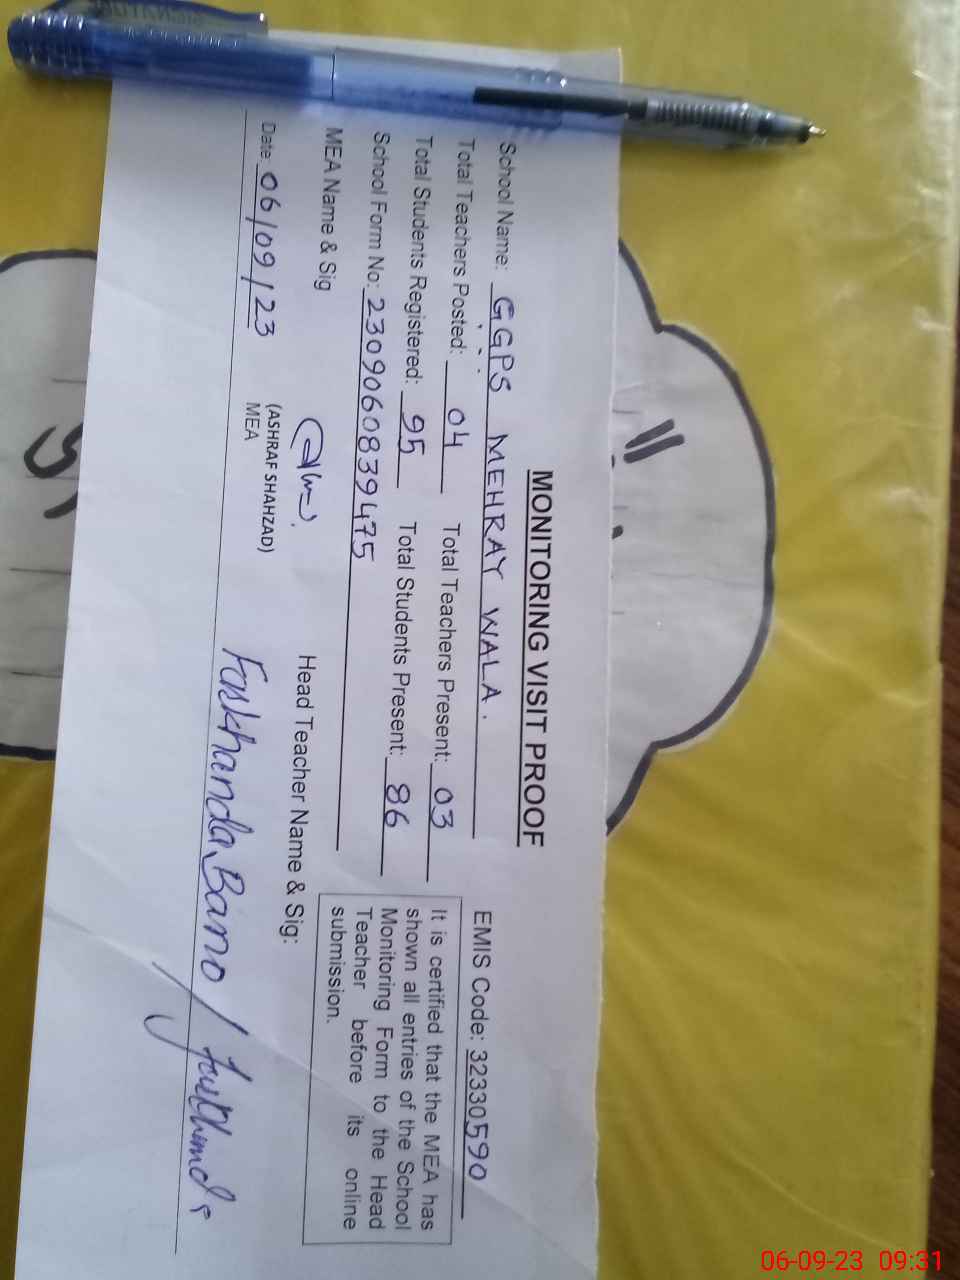 MONITORING VISIT PROOF
School Name: GGPS MEHRAY WALA. EMIS Code: 32330590
Total Teachers Posted: 04 Total Teachers Present: 03
Total Students Registered: 95 Total Students Present: 86
School Form No: 2309060839475
It is certified that the MEA has
shown all entries of the School
Monitoring Form to the Head
Teacher before its online
submission.
MEA Name & Sig Head Teacher Name & Sig:
(ASHRAF SHAHZAD)
MEA
Date 06/09/23 Farkhanda Bano /
06-09-23 09:31